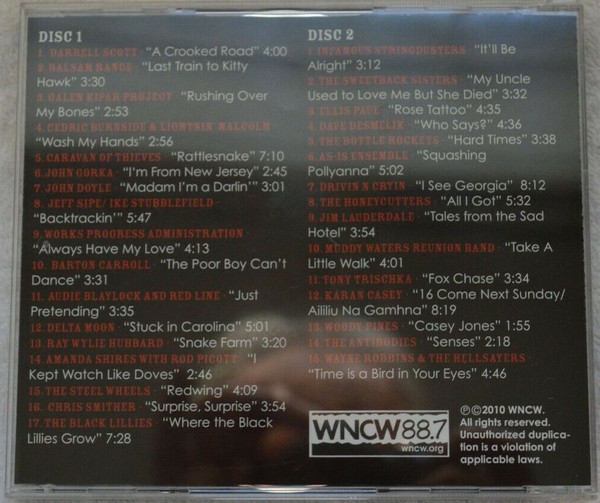 DISC 1
1. DARRELL SCOTT - "A Crooked Road" 4:00
2. BALSAM RANGE - "Last Train to Kitty
Hawk" 3:30
3. GALEN KIPAR PROJECT - "Rushing Over
My Bones" 2:53
4. CEDRIC BURNSIDE & LIGHTNIN' MALCOLM -
"Wash My Hands" 2:56
5. CARAVAN OF THIEVES - "Rattlesnake" 7:10
6. JOHN GORKA - "I'm From New Jersey" 2:45
7. JOHN DOYLE - "Madam I'm a Darlin'" 3:01
8. JEFF SIPE/ IKE STUBBLEFIELD -
"Backtrackin'" 5:47
9. WORKS PROGRESS ADMINISTRATION -
"Always Have My Love" 4:13
10. BARTON CARROLL - "The Poor Boy Can't
Dance" 3:31
11. AUDIE BLAYLOCK AND RED LINE - "Just
Pretending" 3:35
12. DELTA MOON - "Stuck in Carolina" 5:01
13. RAY WYLIE HUBBARD - "Snake Farm" 3:20
14. AMANDA SHIRES WITH ROD PICOTT - "I
Kept Watch Like Doves" 2:46
15. THE STEEL WHEELS - "Redwing" 4:09
16. CHRIS SMITHER - "Surprise, Surprise" 3:54
17. THE BLACK LILLIES - "Where the Black
Lillies Grow" 7:28
DISC 2
1 INFAMOUS STRINGDUSTERS - "It'll Be
Alright" 3:12
2. THE SWEETBACK SISTERS - "My Uncle
Used to Love Me But She Died" 3:32
3. ELLIS PAUL - "Rose Tattoo" 4:35
4. DAVE DESMELIK - "Who Says?" 4:36
5. THE BOTTLE ROCKETS - "Hard Times" 3:38
6. AS-IS ENSEMBLE - "Squashing
Pollyanna" 5:02
7. DRIVIN N CRYIN - "I See Georgia" 8:12
8. THE HONEYCUTTERS - "All I Got" 5:32
9. JIM LAUDERDALE - "Tales from the Sad
Hotel" 3:54
10. MUDDY WATERS REUNION BAND - "Take A
Little Walk" 4:01
11. TONY TRISCHKA - "Fox Chase" 3:34
12. KARAN CASEY - "16 Come Next Sunday/
Aililiu Na Gamhna" 8:19
13. WOODY PINES - "Casey Jones" 1:55
14. THE ANTIBODIES - "Senses" 2:18
15. WAYNE ROBBINS & THE HELLSAYERS -
"Time is a Bird in Your Eyes" 4:46
WNCW 88.7
wncw.org
℗©2010 WNCW.
All rights reserved.
Unauthorized duplica-
tion is a violation of
applicable laws.